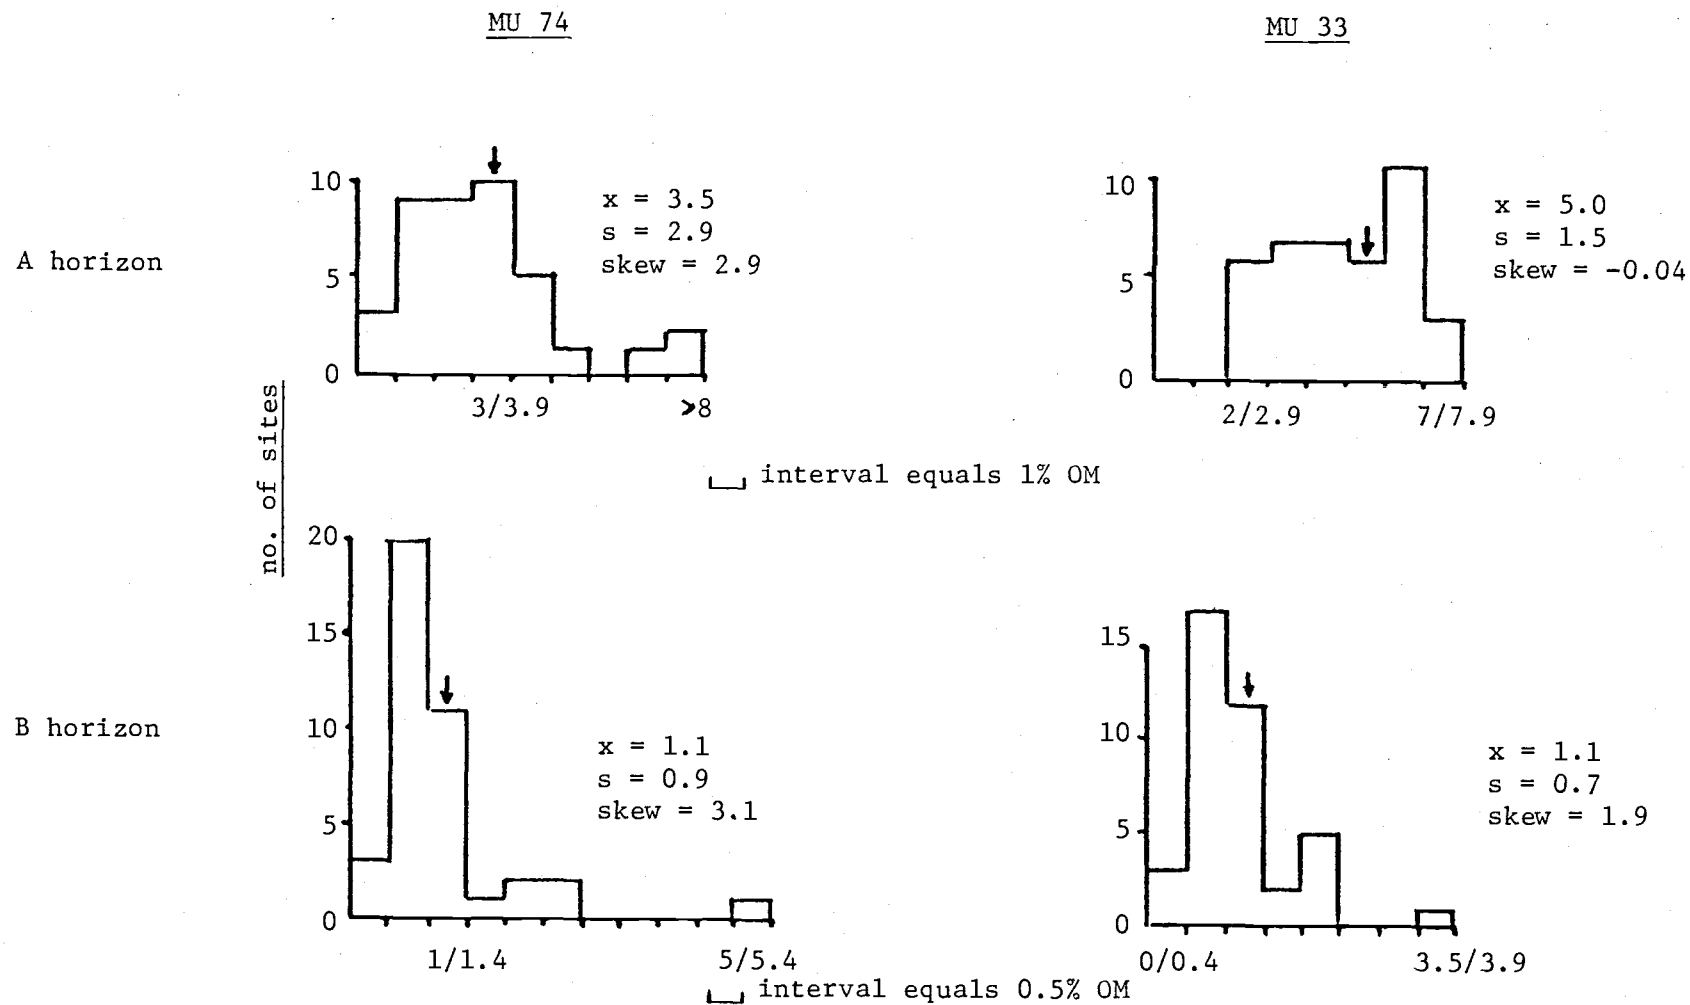 MU 74
MU 33
A horizon
10
5
0
x = 3.5
s = 2.9
skew = 2.9
3/3.9
>8
10
5
0
x = 5.0
s = 1.5
skew = -0.04
2/2.9
7/7.9
interval equals 1% OM
no. of sites
B horizon
20
15
10
5
0
x = 1.1
s = 0.9
skew = 3.1
1/1.4
5/5.4
15
10
5
0
x = 1.1
s = 0.7
skew = 1.9
0/0.4
3.5/3.9
interval equals 0.5% OM